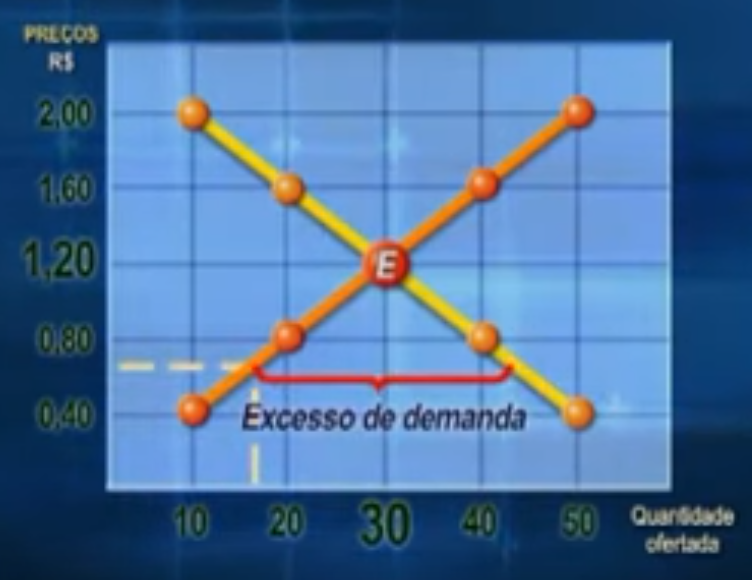 PREÇOS
R$
2,00
1,60
1,20
0,80
0,40
E
Excesso de demanda
10 20 30 40 50
Quantidade
ofertada